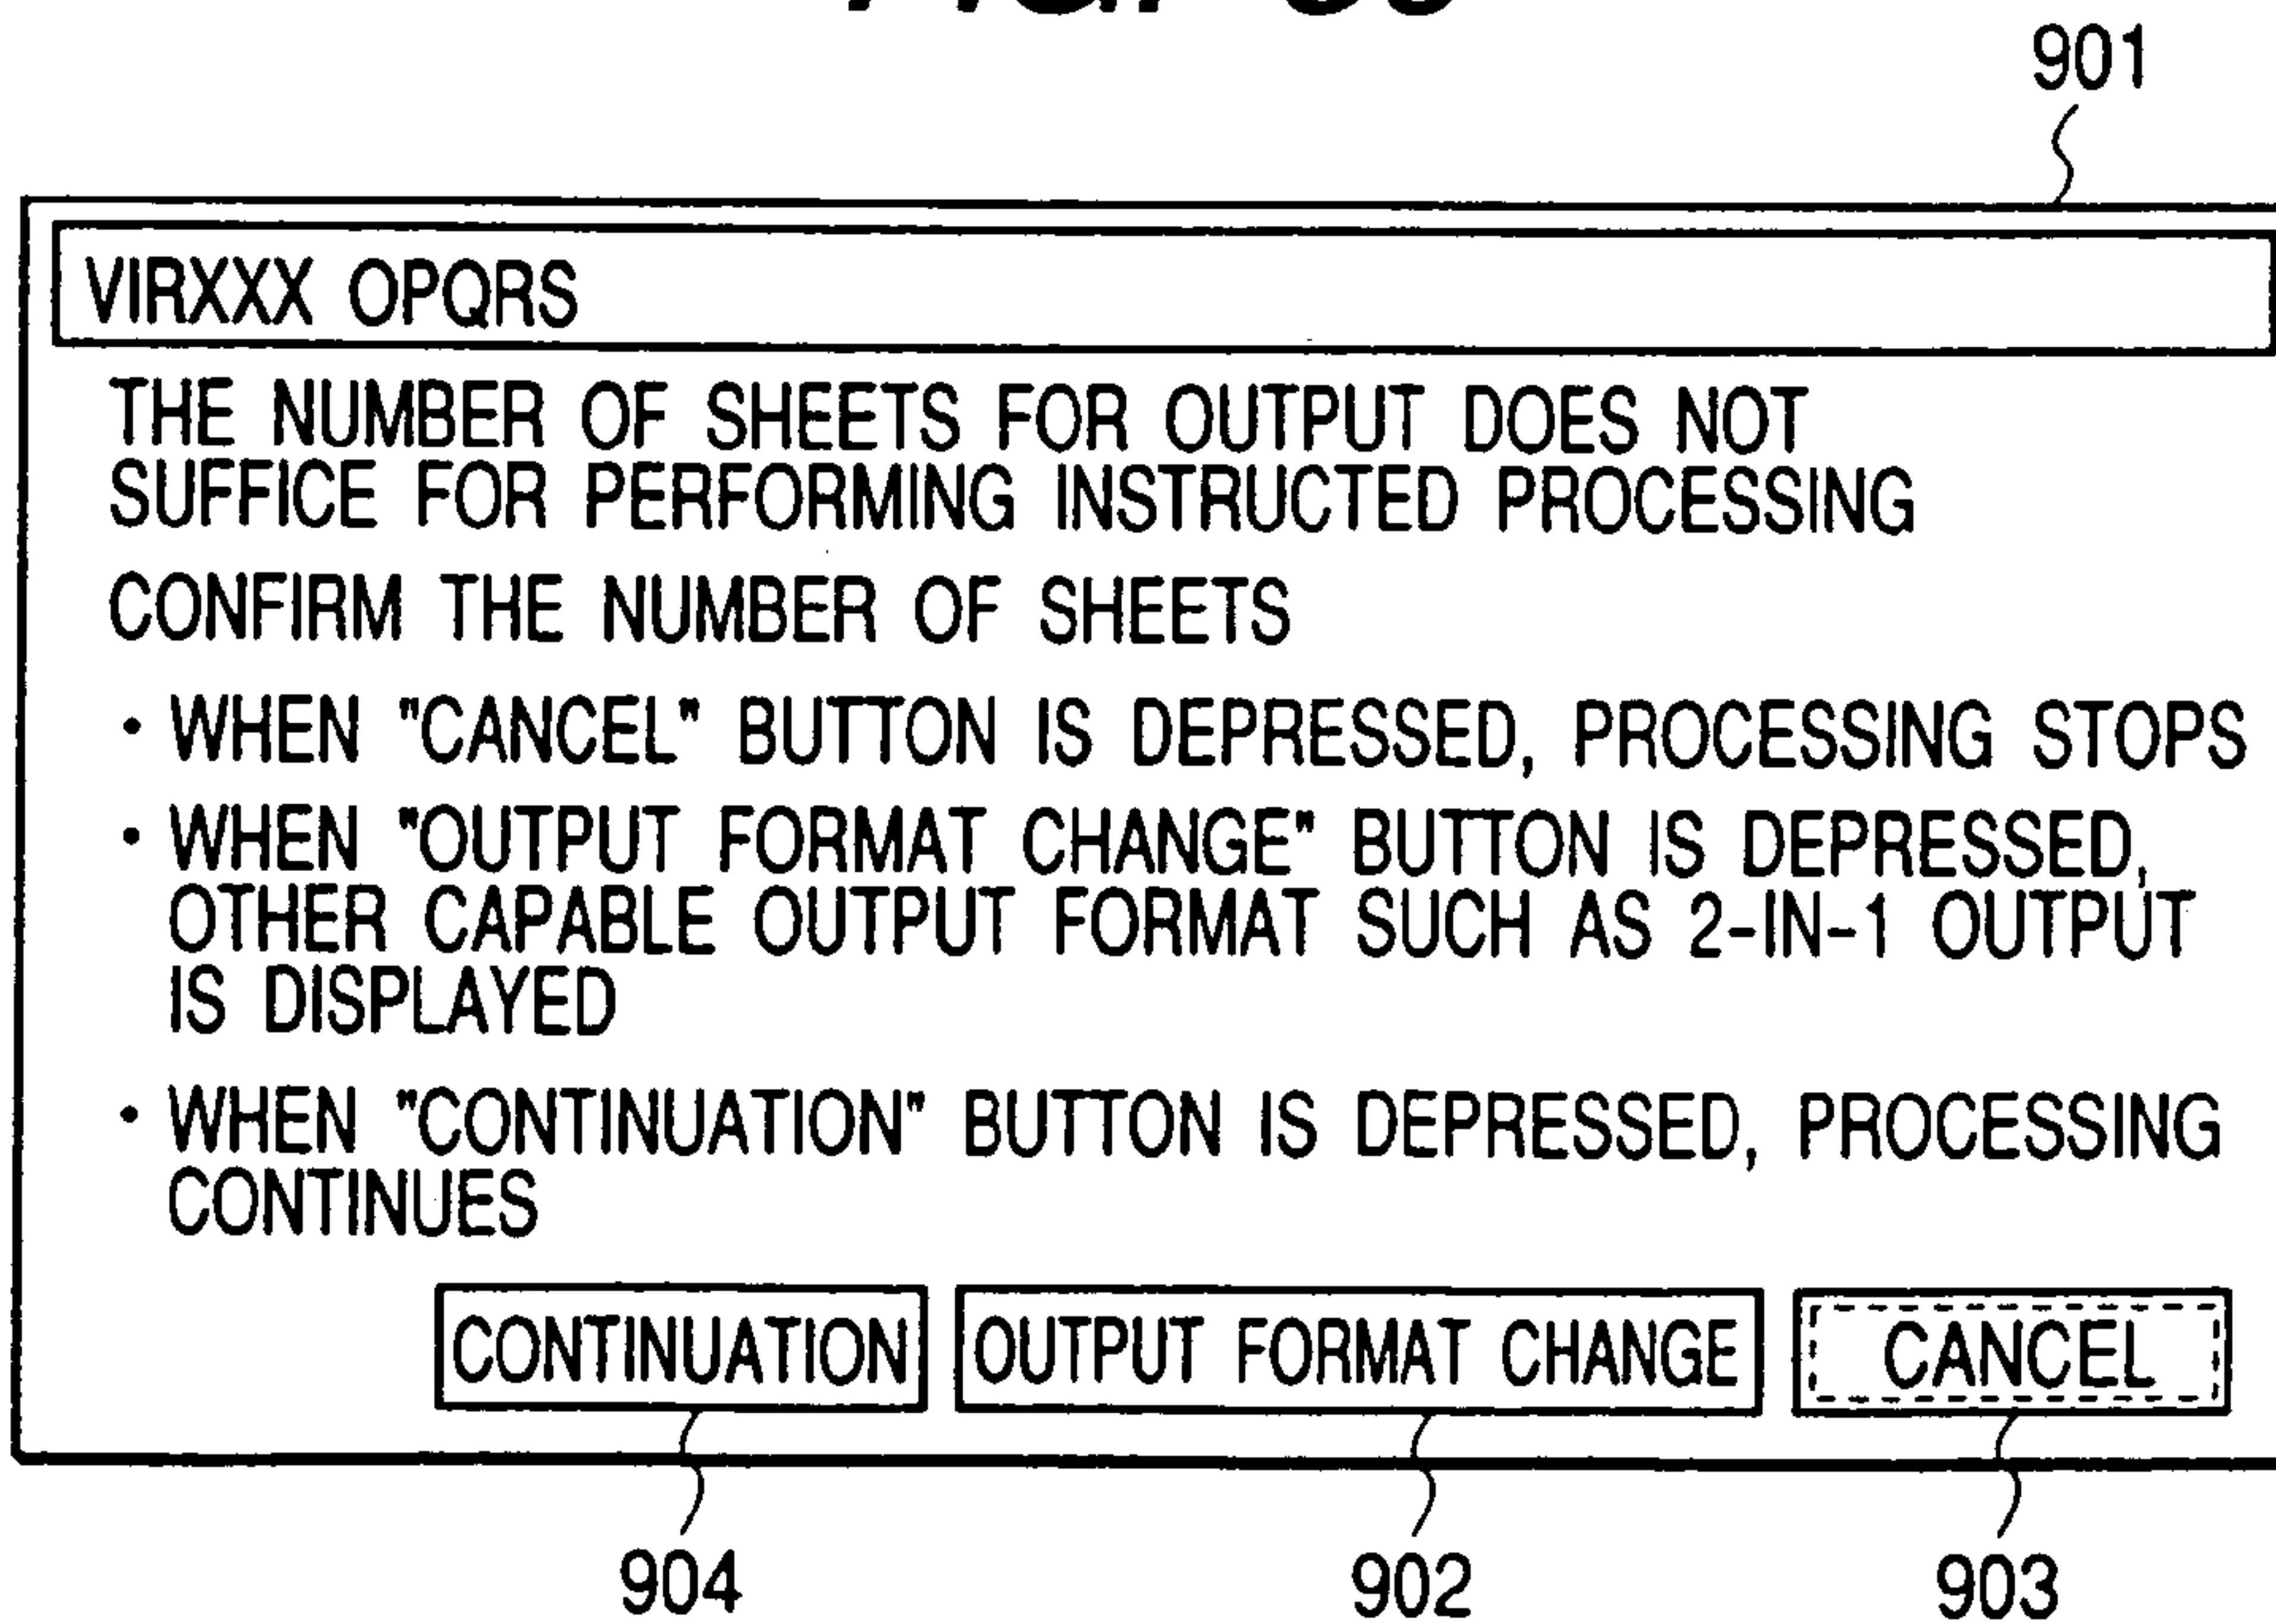 901
VIRXXX OPQRS
THE NUMBER OF SHEETS FOR OUTPUT DOES NOT
SUFFICE FOR PERFORMING INSTRUCTED PROCESSING
CONFIRM THE NUMBER OF SHEETS
• WHEN "CANCEL" BUTTON IS DEPRESSED, PROCESSING STOPS
• WHEN "OUTPUT FORMAT CHANGE" BUTTON IS DEPRESSED,
OTHER CAPABLE OUTPUT FORMAT SUCH AS 2-IN-1 OUTPUT
IS DISPLAYED
• WHEN "CONTINUATION" BUTTON IS DEPRESSED, PROCESSING
CONTINUES
CONTINUATION OUTPUT FORMAT CHANGE CANCEL
904 902 903